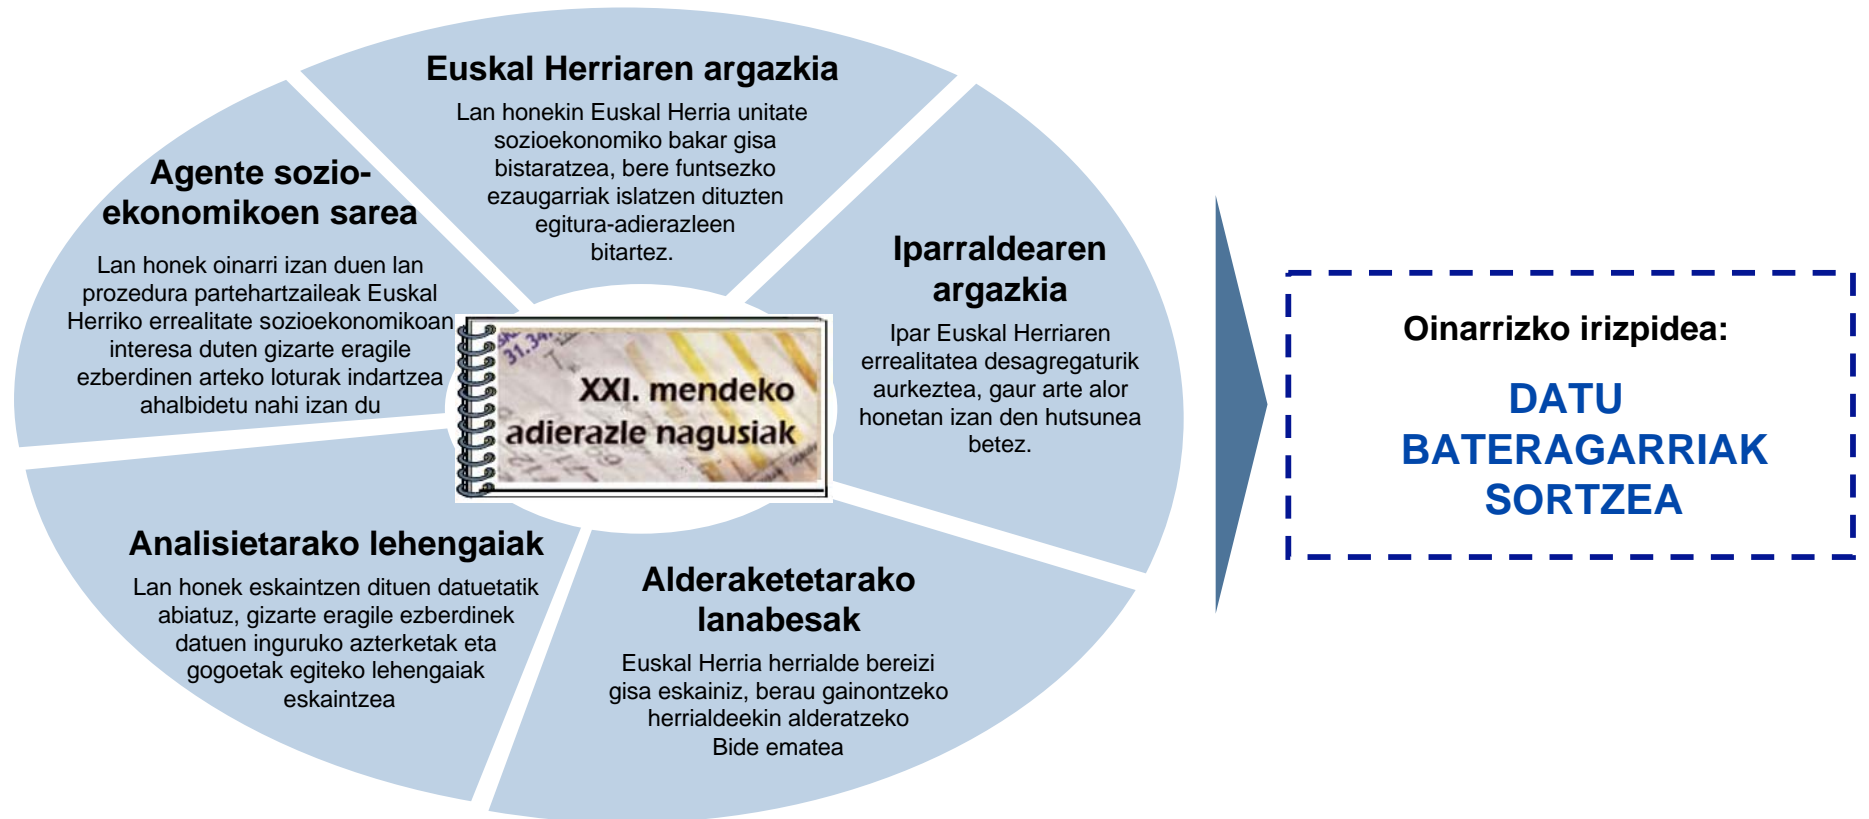 Euskal Herriaren argazkia
Lan honekin Euskal Herria unitate
sozioekonomiko bakar gisa
bistaratzea, bere funtsezko
ezaugarriak islatzen dituzten
egitura-adierazleen
bitartez.
Agente sozio-
ekonomikoen sarea
Lan honek oinarri izan duen lan
prozedura partehartzaileak Euskal
Herriko errealitate sozioekonomikoan
interesa duten gizarte eragile
ezberdinen arteko loturak indartzea
ahalbidetu nahi izan du
Iparraldearen
argazkia
Ipar Euskal Herriaren
errealitatea desagregaturik
aurkeztea, gaur arte alor
honetan izan den hutsunea
betez.
31.34
XXI. mendeko
adierazle nagusiak
Analisietarako lehengaiak
Lan honek eskaintzen dituen datuetatik
abiatuz, gizarte eragile ezberdinek
datuen inguruko azterketak eta
gogoetak egiteko lehengaiak
eskaintzea
Alderaketetarako
lanabesak
Euskal Herria herrialde bereizi
gisa eskainiz, berau gainontzeko
herrialdeekin alderatzeko
Bide ematea
Oinarrizko irizpidea:
DATU
BATERAGARRIAK
SORTZEA